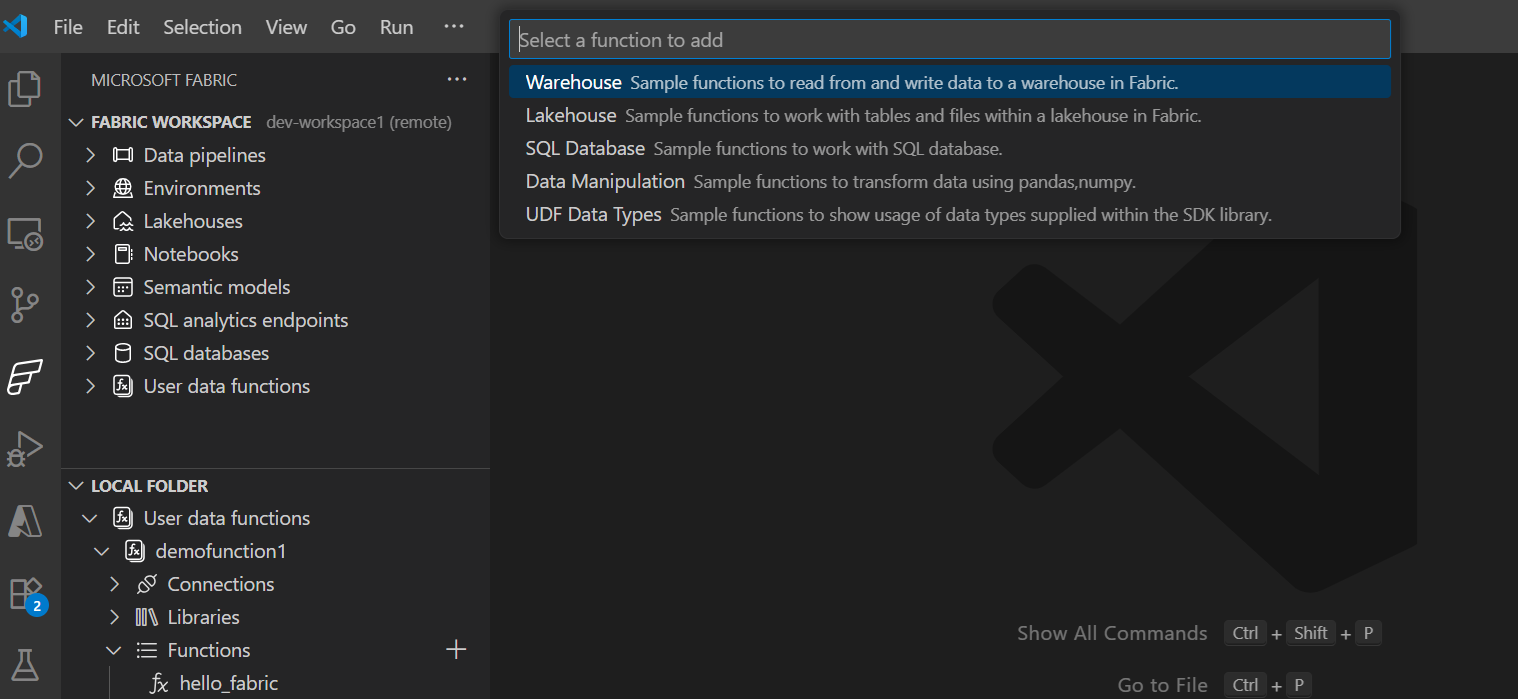 File Edit Selection View Go Run ...
Select a function to add
Warehouse Sample functions to read from and write data to a warehouse in Fabric.
Lakehouse Sample functions to work with tables and files within a lakehouse in Fabric.
SQL Database Sample functions to work with SQL database.
Data Manipulation Sample functions to transform data using pandas,numpy.
UDF Data Types Sample functions to show usage of data types supplied within the SDK library.
MICROSOFT FABRIC ...
FABRIC WORKSPACE dev-workspace1 (remote)
Data pipelines
Environments
Lakehouses
Notebooks
Semantic models
SQL analytics endpoints
SQL databases
User data functions
LOCAL FOLDER
User data functions
demofunction1
Connections
Libraries
Functions +
hello_fabric
2
Show All Commands Ctrl + Shift + P
Go to File Ctrl + P